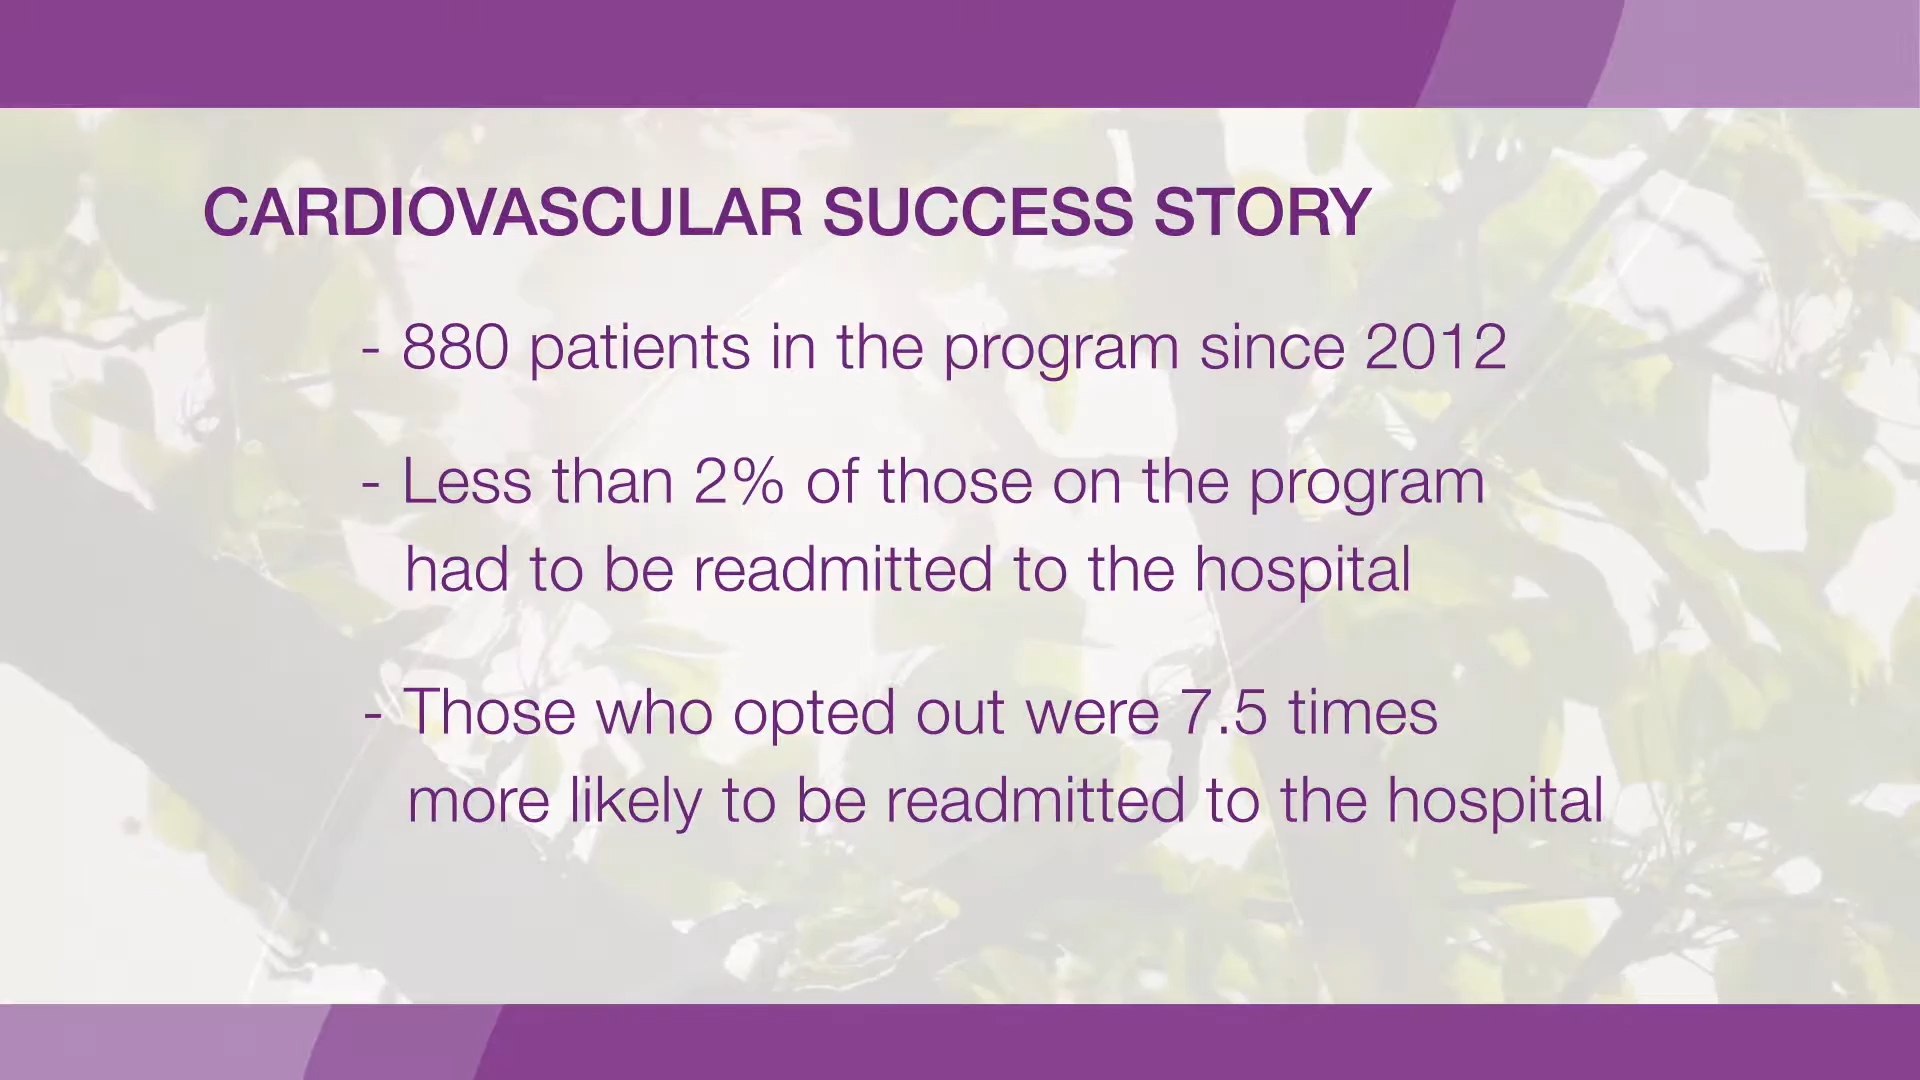 CARDIOVASCULAR SUCCESS STORY
- 880 patients in the program since 2012
- Less than 2% of those on the program
had to be readmitted to the hospital
- Those who opted out were 7.5 times
more likely to be readmitted to the hospital